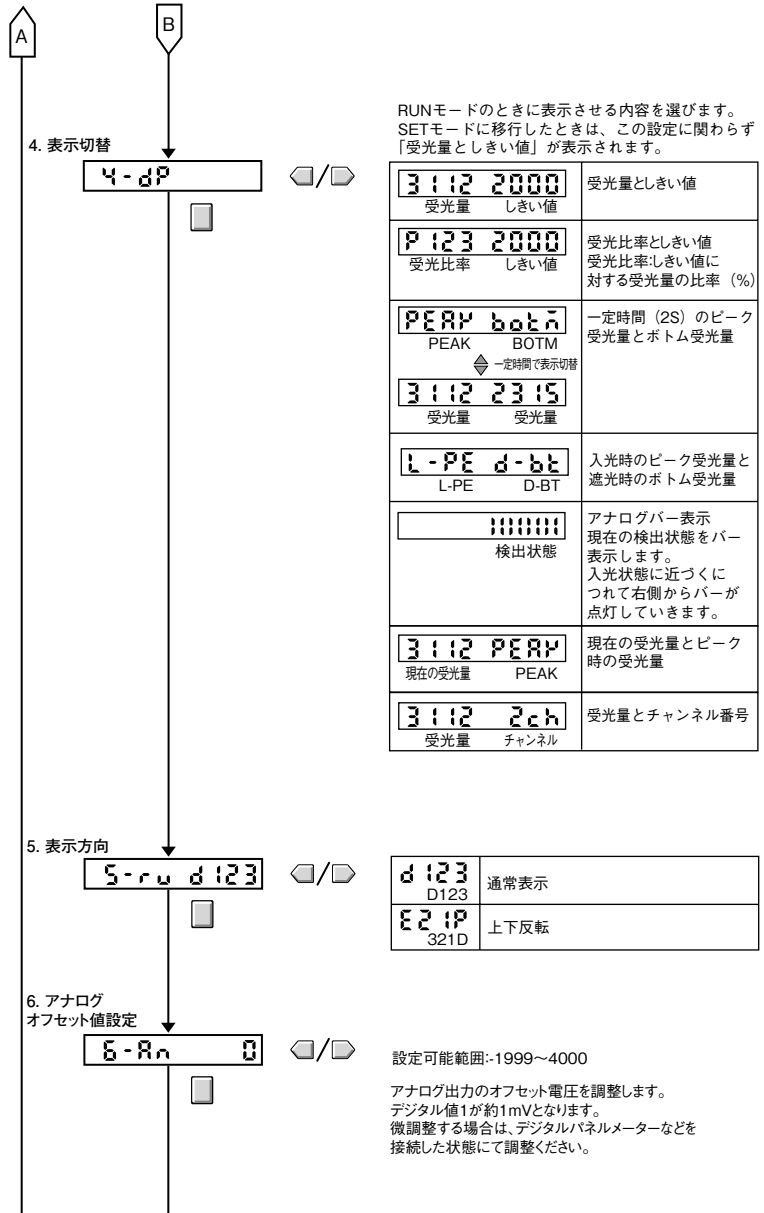 A
B
RUNモードのときに表示させる内容を選びます。
SETモードに移行したときは、この設定に関わらず
「受光量としきい値」が表示されます。
4. 表示切替
4-dP
/
3112 2000
受光量 しきい値
受光量としきい値
P123 2000
受光比率 しきい値
受光比率としきい値
受光比率:しきい値に
対する受光量の比率（%）
PEAK botm
PEAK BOTM
一定時間で表示切替
3112 2315
受光量 受光量
一定時間（2S）のピーク
受光量とボトム受光量
L-PE d-bt
L-PE D-BT
入光時のピーク受光量と
遮光時のボトム受光量
検出状態
アナログバー表示
現在の検出状態をバー
表示します。
入光状態に近づくに
つれて右側からバーが
点灯していきます。
3112 PEAK
現在の受光量 PEAK
現在の受光量とピーク
時の受光量
3112 2ch
受光量 チャンネル
受光量とチャンネル番号
5. 表示方向
5-rv d123
/
d123
D123
通常表示
321D
上下反転
6. アナログ
オフセット値設定
6-An 0
/
設定可能範囲:-1999～4000
アナログ出力のオフセット電圧を調整します。
デジタル値1が約1mVとなります。
微調整する場合は、デジタルパネルメーターなどを
接続した状態にて調整ください。